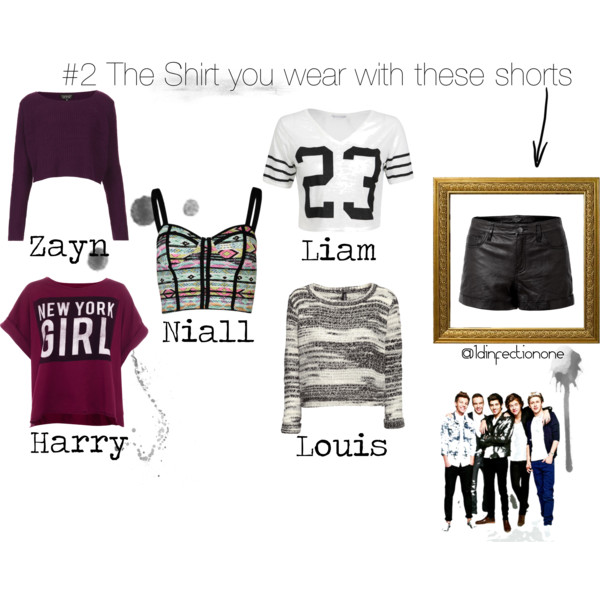 #2 The Shirt you wear with these shorts
Zayn
23
Liam
Niall
NEW YORK
GIRL
Harry
Louis
@1dinfectionone